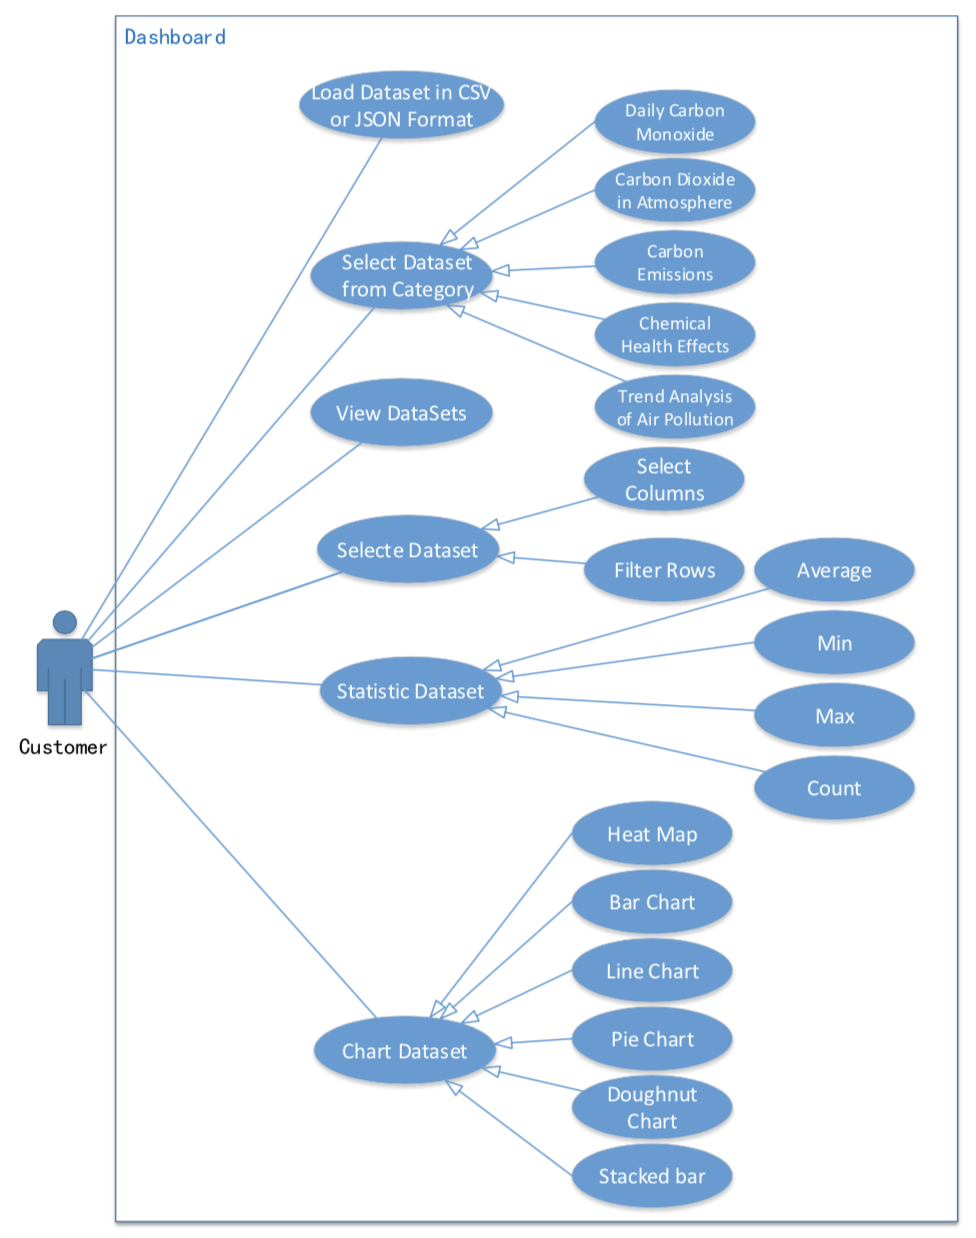 Dashboard
Load Dataset in CSV
or JSON Format
Daily Carbon
Monoxide
Carbon Dioxide
in Atmosphere
Select Dataset
from Category
Carbon
Emissions
Chemical
Health Effects
Trend Analysis
of Air Pollution
View DataSets
Select
Columns
Selecte Dataset
Filter Rows
Average
Min
Statistic Dataset
Max
Count
Customer
Heat Map
Bar Chart
Line Chart
Pie Chart
Chart Dataset
Doughnut
Chart
Stacked bar